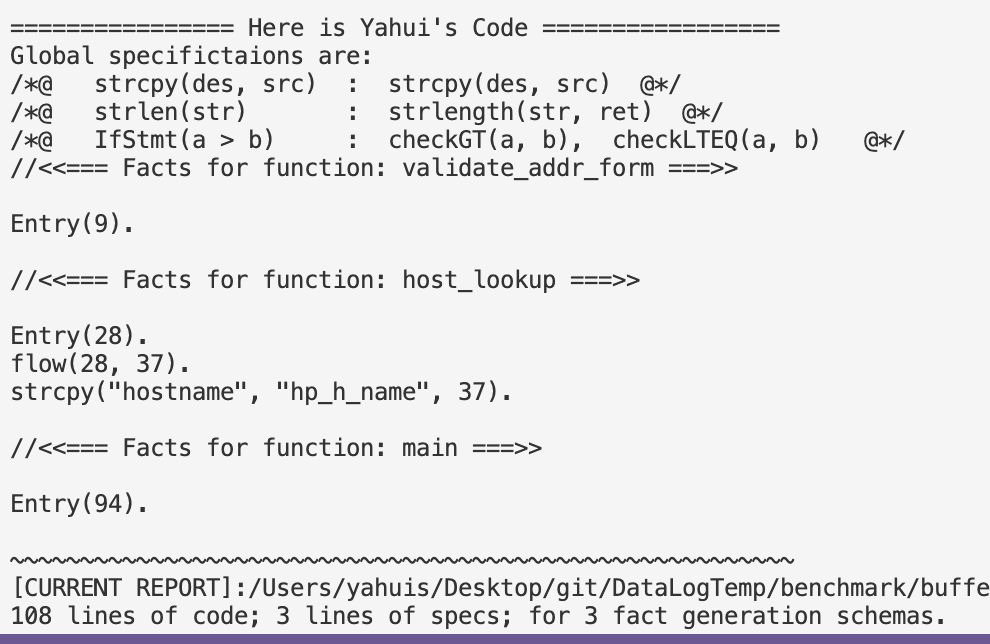 ================ Here is Yahui's Code =================
Global specifictaions are:
/*@   strcpy(des, src)  :  strcpy(des, src)  @*/
/*@   strlen(str)       :  strlength(str, ret)  @*/
/*@   IfStmt(a > b)     :  checkGT(a, b),  checkLTEQ(a, b)   @*/
//<<=== Facts for function: validate_addr_form ===>>
Entry(9).
//<<=== Facts for function: host_lookup ===>>
Entry(28).
flow(28, 37).
strcpy("hostname", "hp_h_name", 37).
//<<=== Facts for function: main ===>>
Entry(94).
~~~~~~~~~~~~~~~~~~~~~~~~~~~~~~~~~~~~~~~~~~~~~~~~~~~~~~~~
[CURRENT REPORT]:/Users/yahuis/Desktop/git/DataLogTemp/benchmark/buffe
108 lines of code; 3 lines of specs; for 3 fact generation schemas.